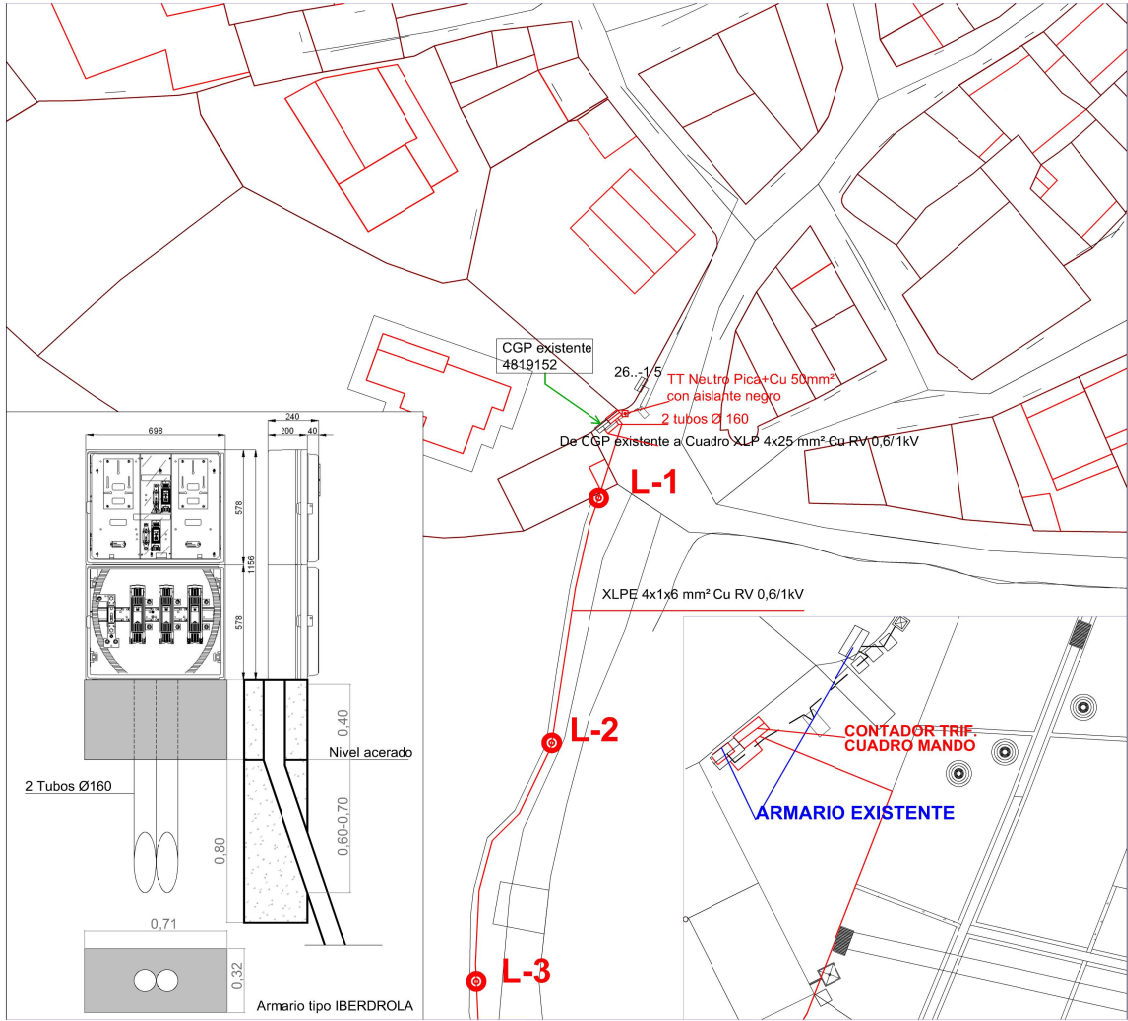 CGP existente
4819152
26..-15
TT Neutro Pica+Cu 50mm²
con aislante negro
2 tubos Ø 160
De CGP existente a Cuadro XLP 4x25 mm² Cu RV 0,6/1kV
L-1
XLPE 4x1x6 mm² Cu RV 0,6/1kV
L-2
L-3
698
240
200
40
578
1156
578
0,40
Nivel acerado
2 Tubos Ø160
0,80
0,60-0,70
0,71
0,32
Armario tipo IBERDROLA
CONTADOR TRIF.
CUADRO MANDO
ARMARIO EXISTENTE